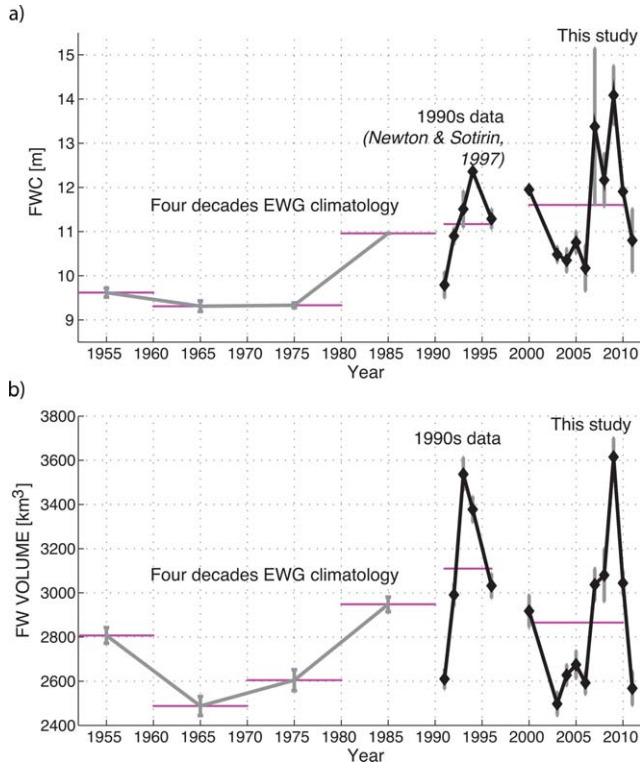 a)
This study
15
14
13
12
11
10
9
FWC [m]
1990s data
(Newton & Sotirin,
1997)
Four decades EWG climatology
1955 1960 1965 1970 1975 1980 1985 1990 1995 2000 2005 2010
Year
b)
3800
3600
3400
3200
3000
2800
2600
2400
FW VOLUME [km³]
1990s data
This study
Four decades EWG climatology
1955 1960 1965 1970 1975 1980 1985 1990 1995 2000 2005 2010
Year